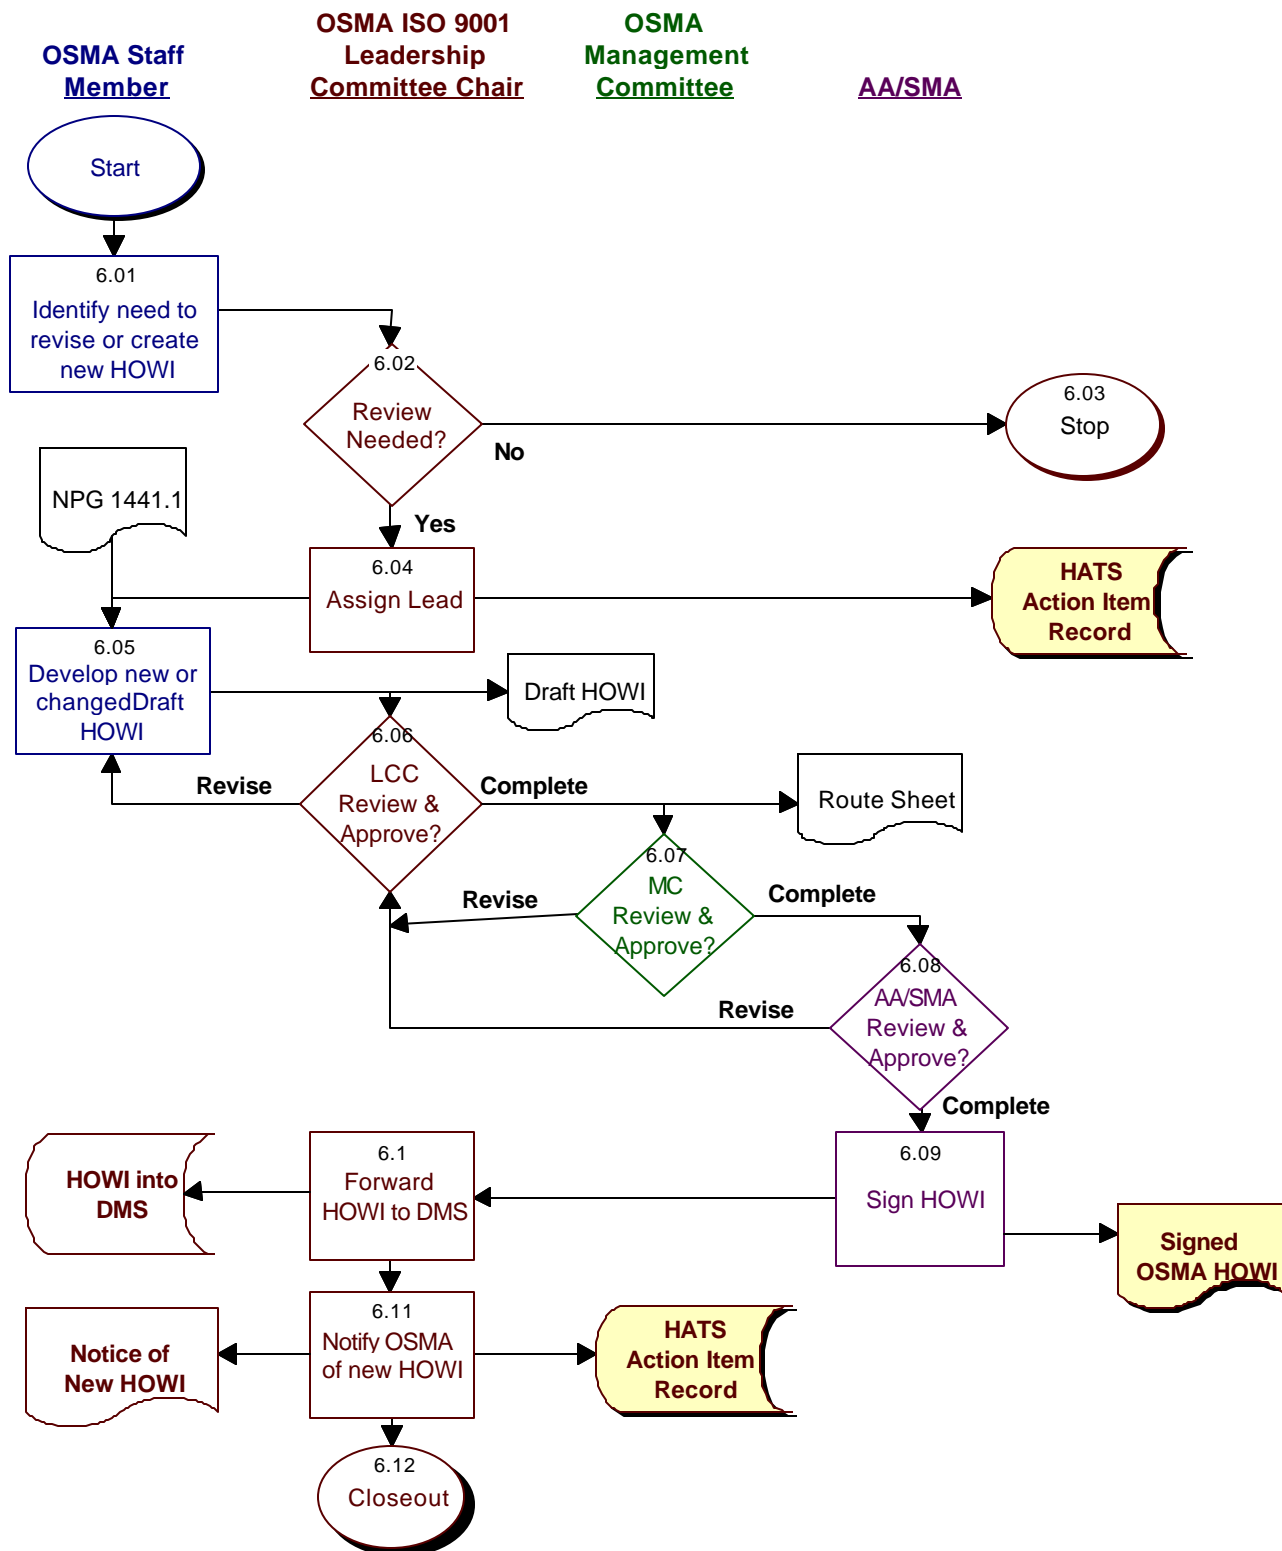 OSMA Staff
Member
OSMA ISO 9001
Leadership
Committee Chair
OSMA
Management
Committee
AA/SMA
Start
6.01
Identify need to
revise or create
new HOWI
6.02
Review
Needed?
No
6.03
Stop
Yes
NPG 1441.1
6.04
Assign Lead
HATS
Action Item
Record
6.05
Develop new or
changedDraft
HOWI
Draft HOWI
6.06
LCC
Review &
Approve?
Revise
Complete
Route Sheet
6.07
MC
Review &
Approve?
Revise
Complete
6.08
AA/SMA
Review &
Approve?
Revise
Complete
6.09
Sign HOWI
Signed
OSMA HOWI
6.1
Forward
HOWI to DMS
HOWI into
DMS
6.11
Notify OSMA
of new HOWI
Notice of
New HOWI
HATS
Action Item
Record
6.12
Closeout